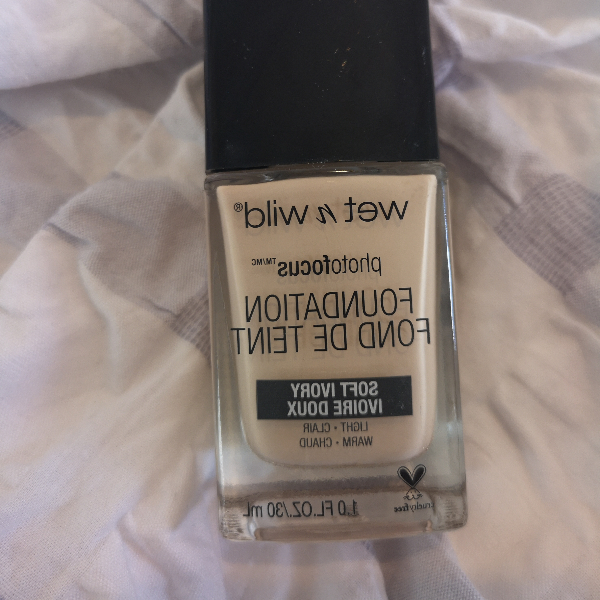 wet n wild®
photofocus™/MC
FOUNDATION
FOND DE TEINT
SOFT IVORY
IVOIRE DOUX
LIGHT • CLAIR
WARM • CHAUD
cruelty free
1.0 FL.OZ./30 mL